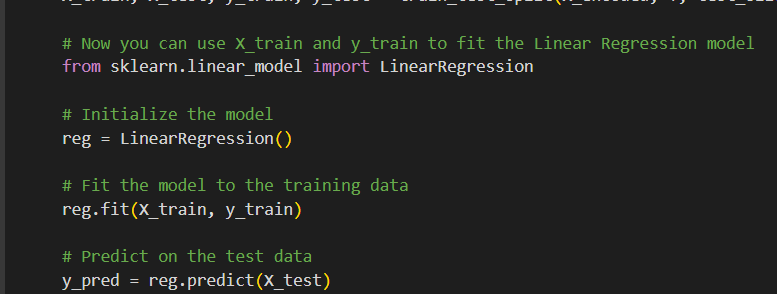 # Now you can use X_train and y_train to fit the Linear Regression model
from sklearn.linear_model import LinearRegression
# Initialize the model
reg = LinearRegression()
# Fit the model to the training data
reg.fit(X_train, y_train)
# Predict on the test data
y_pred = reg.predict(X_test)